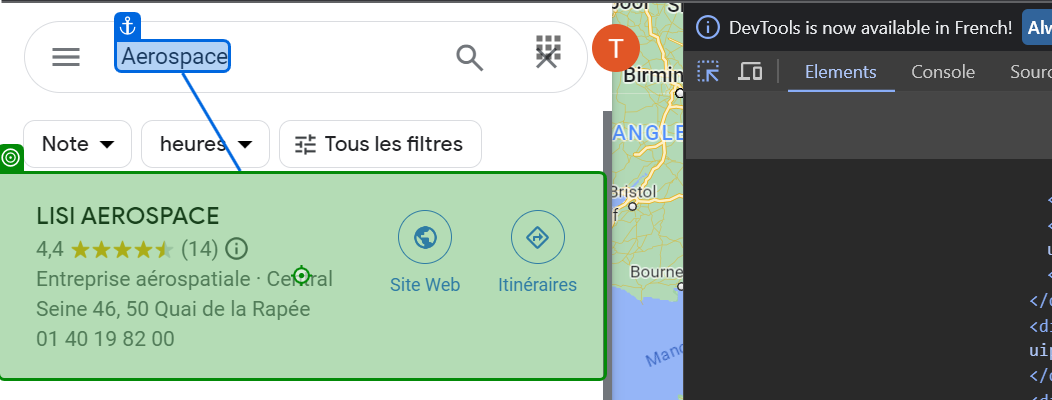 DevTools is now available in French!
Aerospace
T
Birmin
Elements
Console
ANGLE
Note
heures
Tous les filtres
Bristol
LISI AEROSPACE
4,4 (14)
Site Web
Itinéraires
Entreprise aérospatiale · Central
Seine 46, 50 Quai de la Rapée
01 40 19 82 00
Bourne
Manc
</d
<di
uip
</d